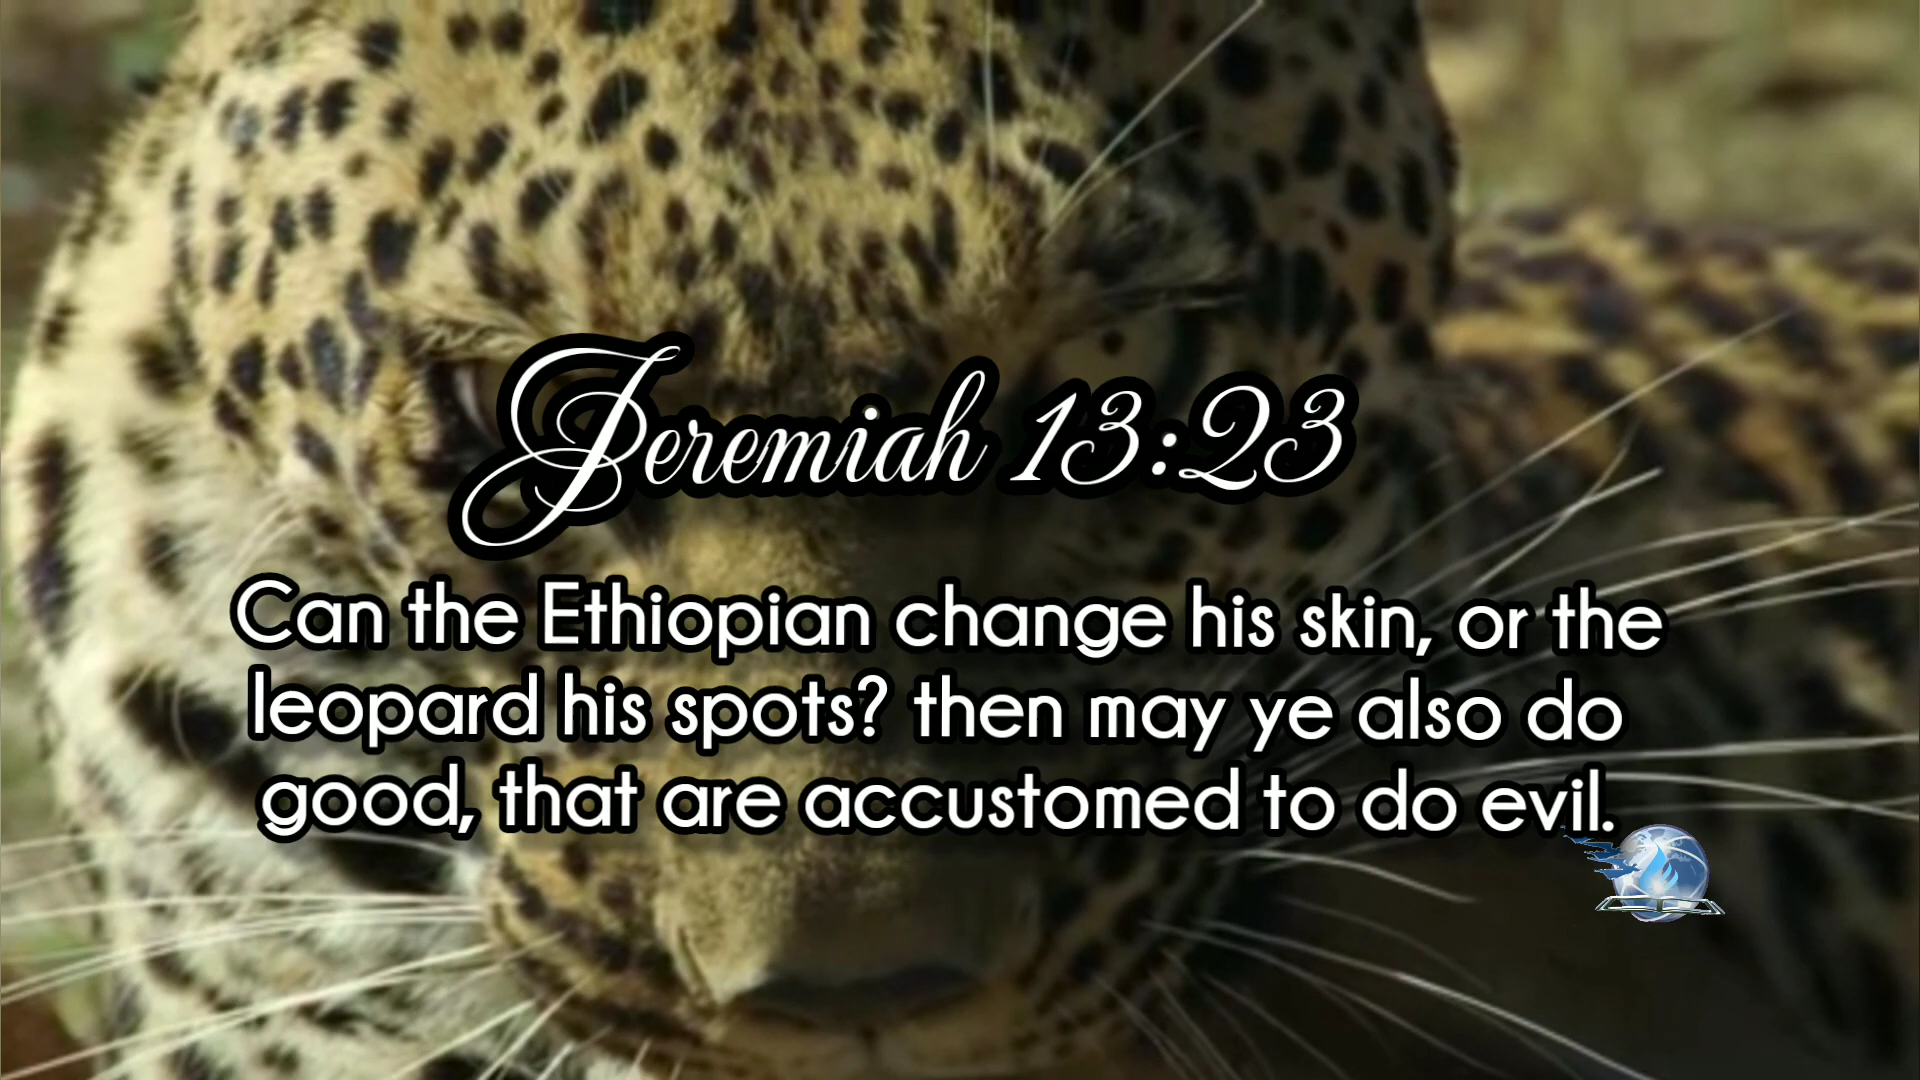 Jeremiah 13:23
Can the Ethiopian change his skin, or the
leopard his spots? then may ye also do
good, that are accustomed to do evil.